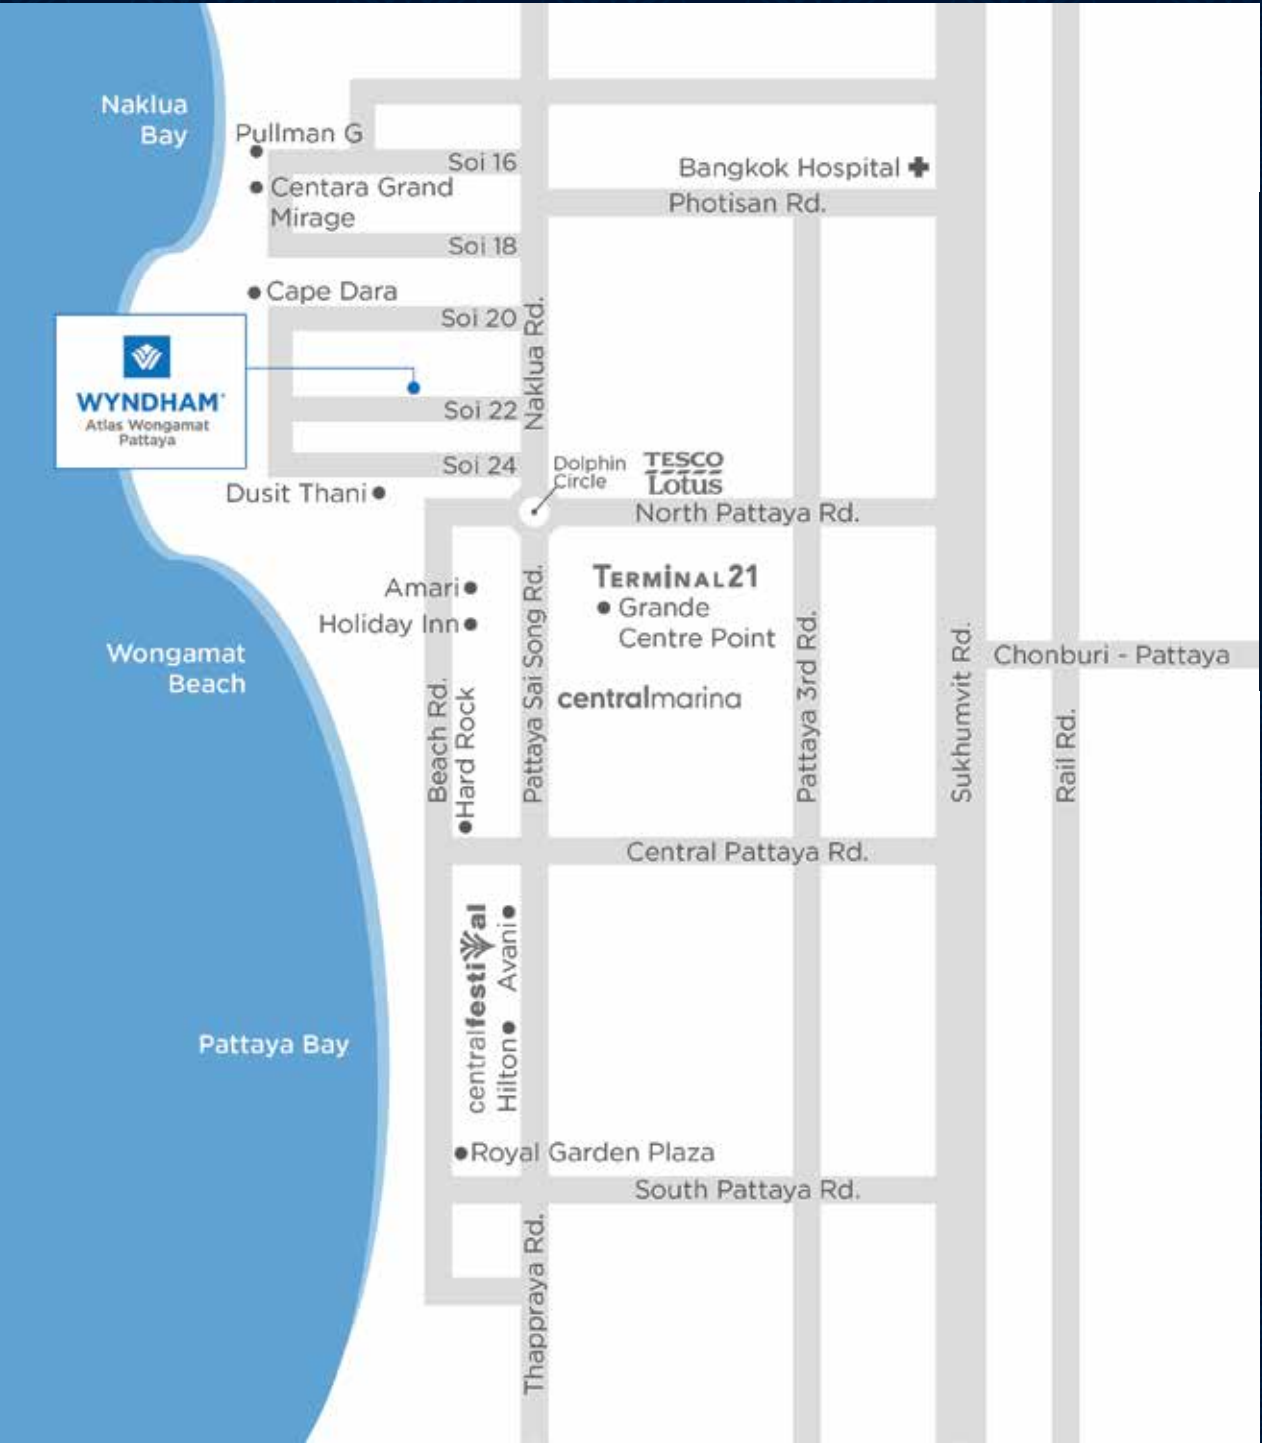 Naklua
Bay
Pullman G
Soi 16
Bangkok Hospital
Centara Grand
Mirage
Photisan Rd.
Soi 18
Cape Dara
Soi 20
Naklua Rd.
WYNDHAM
Atlas Wongamat
Pattaya
Soi 22
Soi 24
Dolphin
Circle
TESCO
Lotus
Dusit Thani
North Pattaya Rd.
Amari
TERMINAL21
Holiday Inn
Grande
Centre Point
Wongamat
Beach
Chonburi - Pattaya
centralmarina
Beach Rd.
Hard Rock
Pattaya Sai Song Rd.
Pattaya 3rd Rd.
Sukhumvit Rd.
Rail Rd.
Central Pattaya Rd.
centralfestival
Avani
Hilton
Pattaya Bay
Royal Garden Plaza
South Pattaya Rd.
Thappraya Rd.